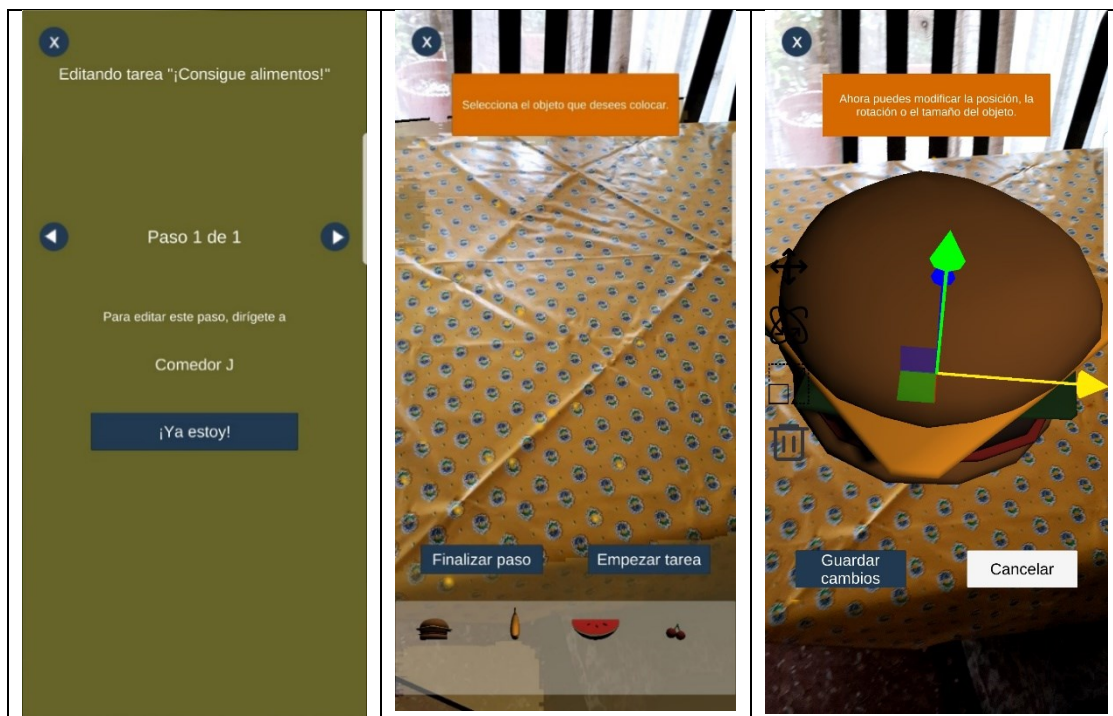 X
Editando tarea "¡Consigue alimentos!"
Paso 1 de 1
Para editar este paso, dirígete a
Comedor J
¡Ya estoy!
X
Selecciona el objeto que desees colocar.
Finalizar paso
Empezar tarea
X
Ahora puedes modificar la posición, la
rotación o el tamaño del objeto.
Guardar
cambios
Cancelar